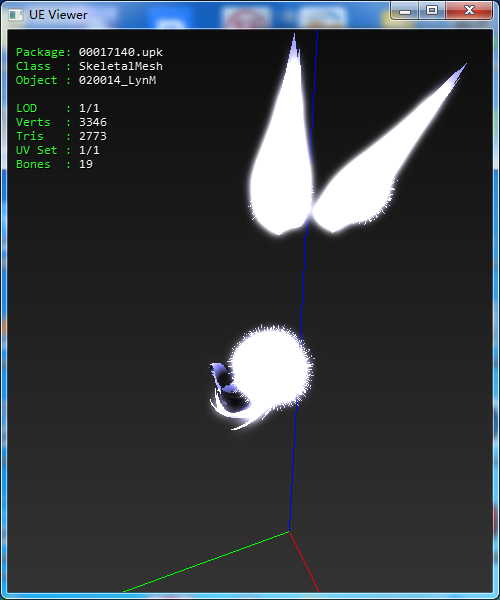 UE Viewer
Package: 00017140.upk
Class : SkeletalMesh
Object : 020014_LynM
LOD : 1/1
Verts : 3346
Tris : 2773
UV Set : 1/1
Bones : 19